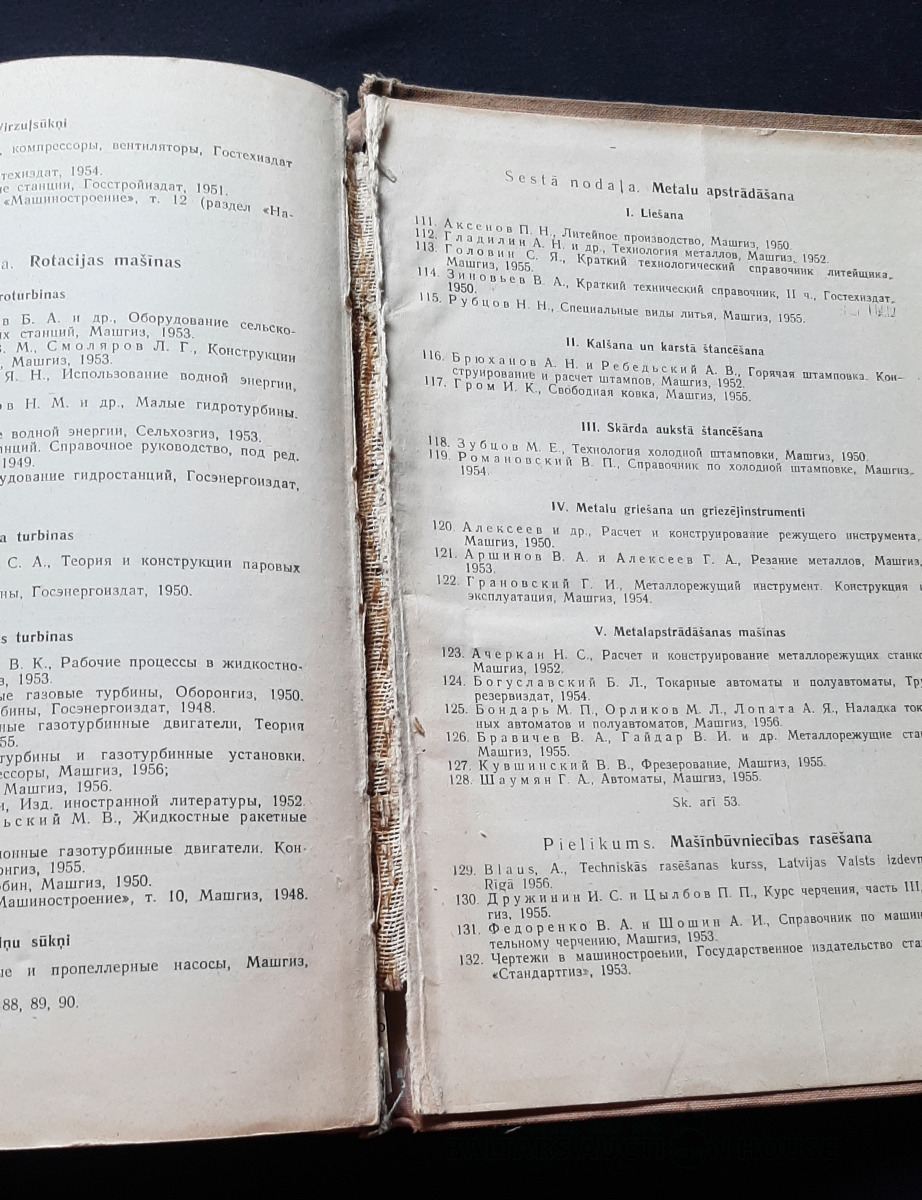 Virzuļsūkņi
компрессоры, вентиляторы, Гостехиздат
техиздат, 1954.
станции, Госстройиздат, 1951.
«Машиностроение», т. 12 (раздел «На-
Rotacijas mašīnas
в Б. А. и др., Оборудование сельско-
х станций, Машгиз, 1953.
М., Смоляров Л. Г., Конструкции
Машгиз, 1953.
Я. Н., Использование водной энергии,
в Н. М. и др., Малые гидротурбины.
водной энергии, Сельхозгиз, 1953.
нций. Справочное руководство, под ред.
1949.
удование гидростанций, Госэнергоиздат,
a turbinas
С. А., Теория и конструкции паровых
ны, Госэнергоиздат, 1950.
s turbinas
В. К., Рабочие процессы в жидкостно-
з, 1953.
ые газовые турбины, Оборонгиз, 1950.
бины, Госэнергоиздат, 1948.
ные газотурбинные двигатели, Теория
55.
турбины и газотурбинные установки.
ессоры, Машгиз, 1956;
Машгиз, 1956.
и, Изд. иностранной литературы, 1952.
ьский М. В., Жидкостные ракетные
ионные газотурбинные двигатели. Кон-
онгиз, 1955.
рбин, Машгиз, 1950.
Машиностроение», т. 10, Машгиз, 1948.
iņu sūkņi
ые и пропеллерные насосы, Машгиз,
88, 89, 90.
Sestā nodaļa. Metalu apstrādāšana
I. Liešana
111. Аксенов П. Н., Литейное производство, Машгиз, 1950.
112. Гладилин А. Н. и др., Технология металлов, Машгиз, 1952.
113. Головин С. Я., Краткий технологический справочник литейщика,
Машгиз, 1955.
114. Зиновьев В. А., Краткий технический справочник, II ч., Гостехиздат,
1950.
115. Рубцов Н. Н., Специальные виды литья, Машгиз, 1955.
II. Kalšana un karstā štancēšana
116. Брюханов А. Н. и Ребельский А. В., Горячая штамповка. Кон-
струирование и расчет штампов, Машгиз, 1952.
117. Гром И. К., Свободная ковка, Машгиз, 1955.
III. Skārda aukstā štancēšana
118. Зубцов М. Е., Технология холодной штамповки, Машгиз, 1950.
119. Романовский В. П., Справочник по холодной штамповке, Машгиз,
1954.
IV. Metalu griešana un griezējinstrumenti
120. Алексеев и др., Расчет и конструирование режущего инструмента,
Машгиз, 1950.
121. Аршинов В. А. и Алексеев Г. А., Резание металлов, Машгиз,
1953.
122. Грановский Г. И., Металлорежущий инструмент. Конструкция
эксплуатация, Машгиз, 1954.
V. Metalapstrādāšanas mašīnas
123. Ачеркан Н. С., Расчет и конструирование металлорежущих станко
Машгиз, 1952.
124. Богуславский Б. Л., Токарные автоматы и полуавтоматы, Тру
резервиздат, 1954.
125. Бондарь М. П., Орликов М. Л., Лопата А. Я., Наладка ток
ных автоматов и полуавтоматов, Машгиз, 1956.
126. Бравичев В. А., Гайдар В. И. и др. Металлорежущие ста
Машгиз, 1955.
127. Кувшинский В. В., Фрезерование, Машгиз, 1955.
128. Шаумян Г. А., Автоматы, Машгиз, 1955.
Sk. arī 53.
Pielikums. Mašīnbūvniecības rasēšana
129. Blaus, A., Techniskās rasēšanas kurss, Latvijas Valsts izdevn
Rīgā 1956.
130. Дружинин И. С. и Цылбов П. П., Курс черчения, часть III,
гиз, 1955.
131. Федоренко В. А. и Шошин А. И., Справочник по машин
тельному черчению, Машгиз, 1953.
132. Чертежи в машиностроении, Государственное издательство ста
«Стандартгиз», 1953.